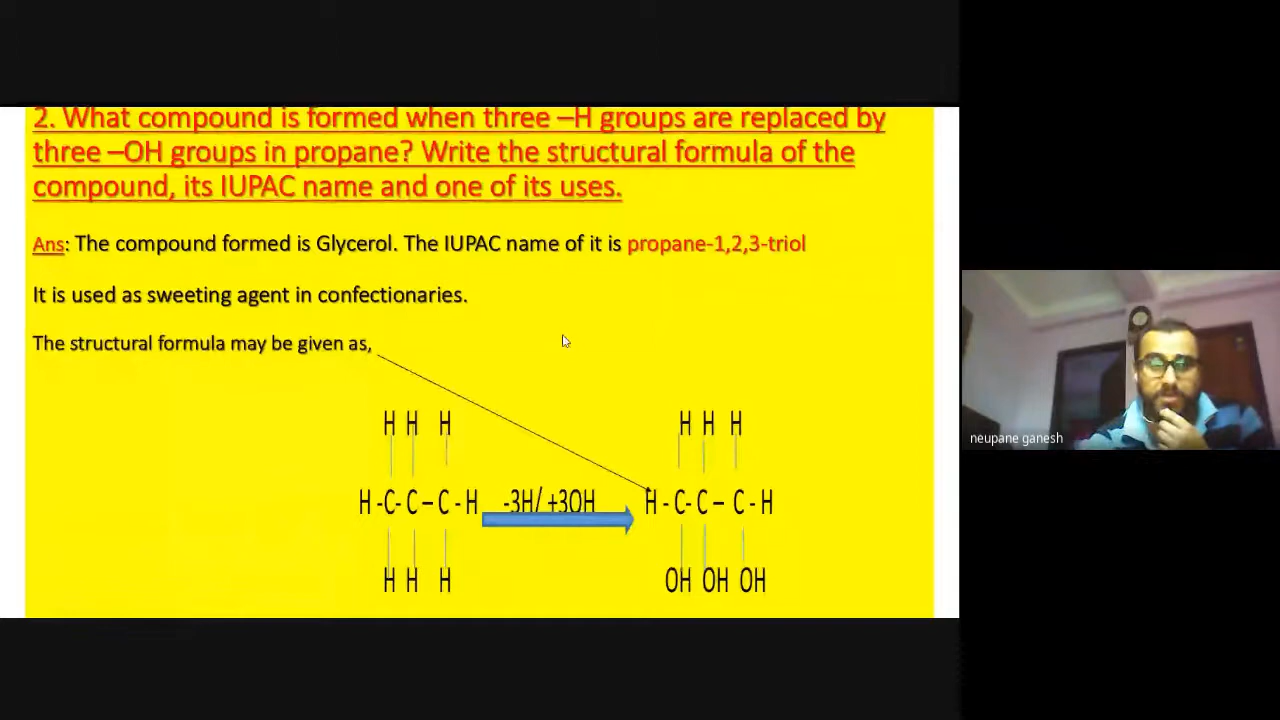 2. What compound is formed when three –H groups are replaced by
three –OH groups in propane? Write the structural formula of the
compound, its IUPAC name and one of its uses.
Ans: The compound formed is Glycerol. The IUPAC name of it is propane-1,2,3-triol
It is used as sweeting agent in confectionaries.
The structural formula may be given as,
H H H H H H
H -C- C – C - H -3H/ +3OH H - C- C – C - H
H H H OH OH OH
neupane ganesh